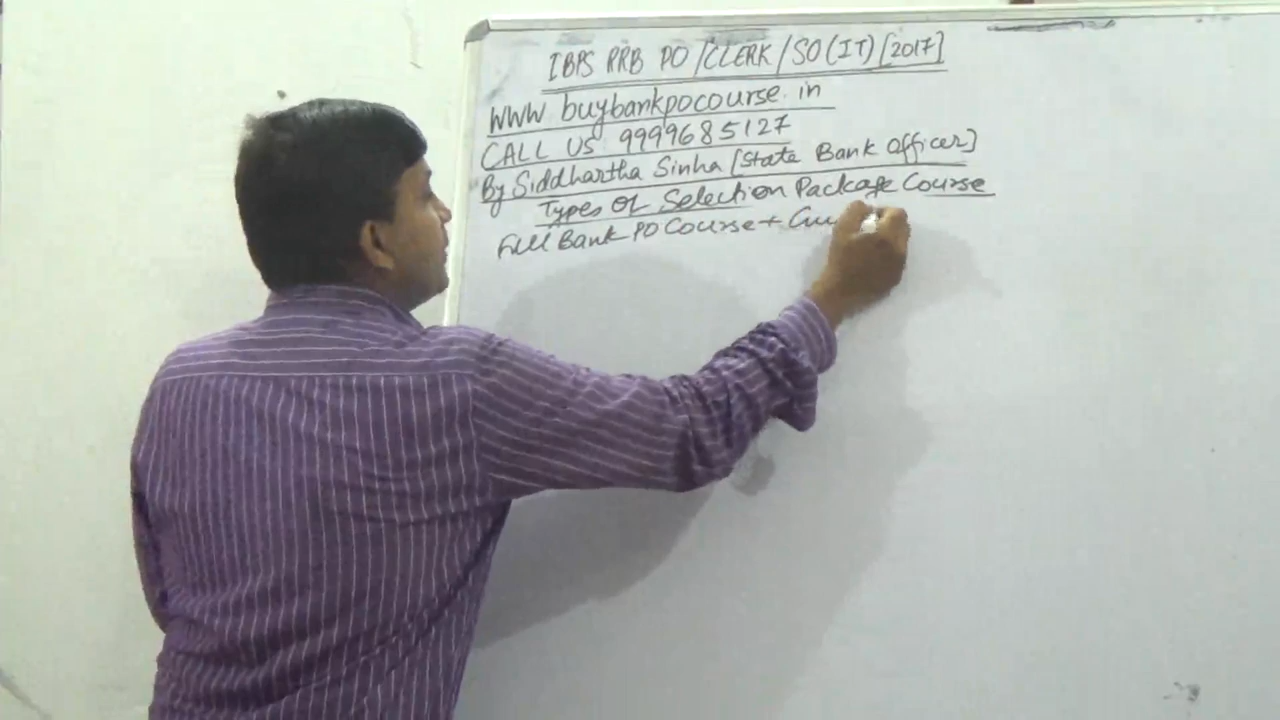 IBPS RRB PO/CLERK/SO(IT)[2017]
WWW buybankpocourse.in
CALL US 9999685127
By Siddhartha Sinha [State Bank Officer]
Types Of Selection Package Course
Full Bank PO Course +